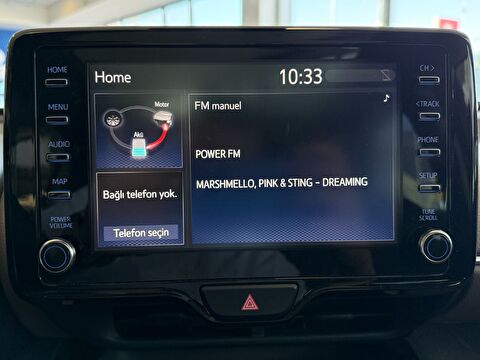 HOME
MENU
AUDIO
MAP
POWER
VOLUME
Home
10:33
Motor
Akü
Bağlı telefon yok.
Telefon seçin
FM manuel
POWER FM
MARSHMELLO, PINK & STING – DREAMING
CH >
< TRACK
PHONE
SETUP
TUNE
SCROLL